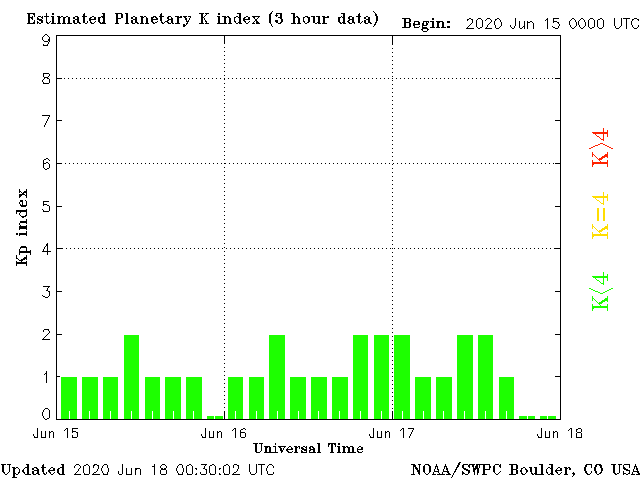 Estimated Planetary K index (3 hour data) Begin: 2020 Jun 15 0000 UTC
9
8
7
6
5
4
3
2
1
0
Kp index
K>4
K=4
K<4
Jun 15 Jun 16 Jun 17 Jun 18
Universal Time
Updated 2020 Jun 18 00:30:02 UTC NOAA/SWPC Boulder, CO USA